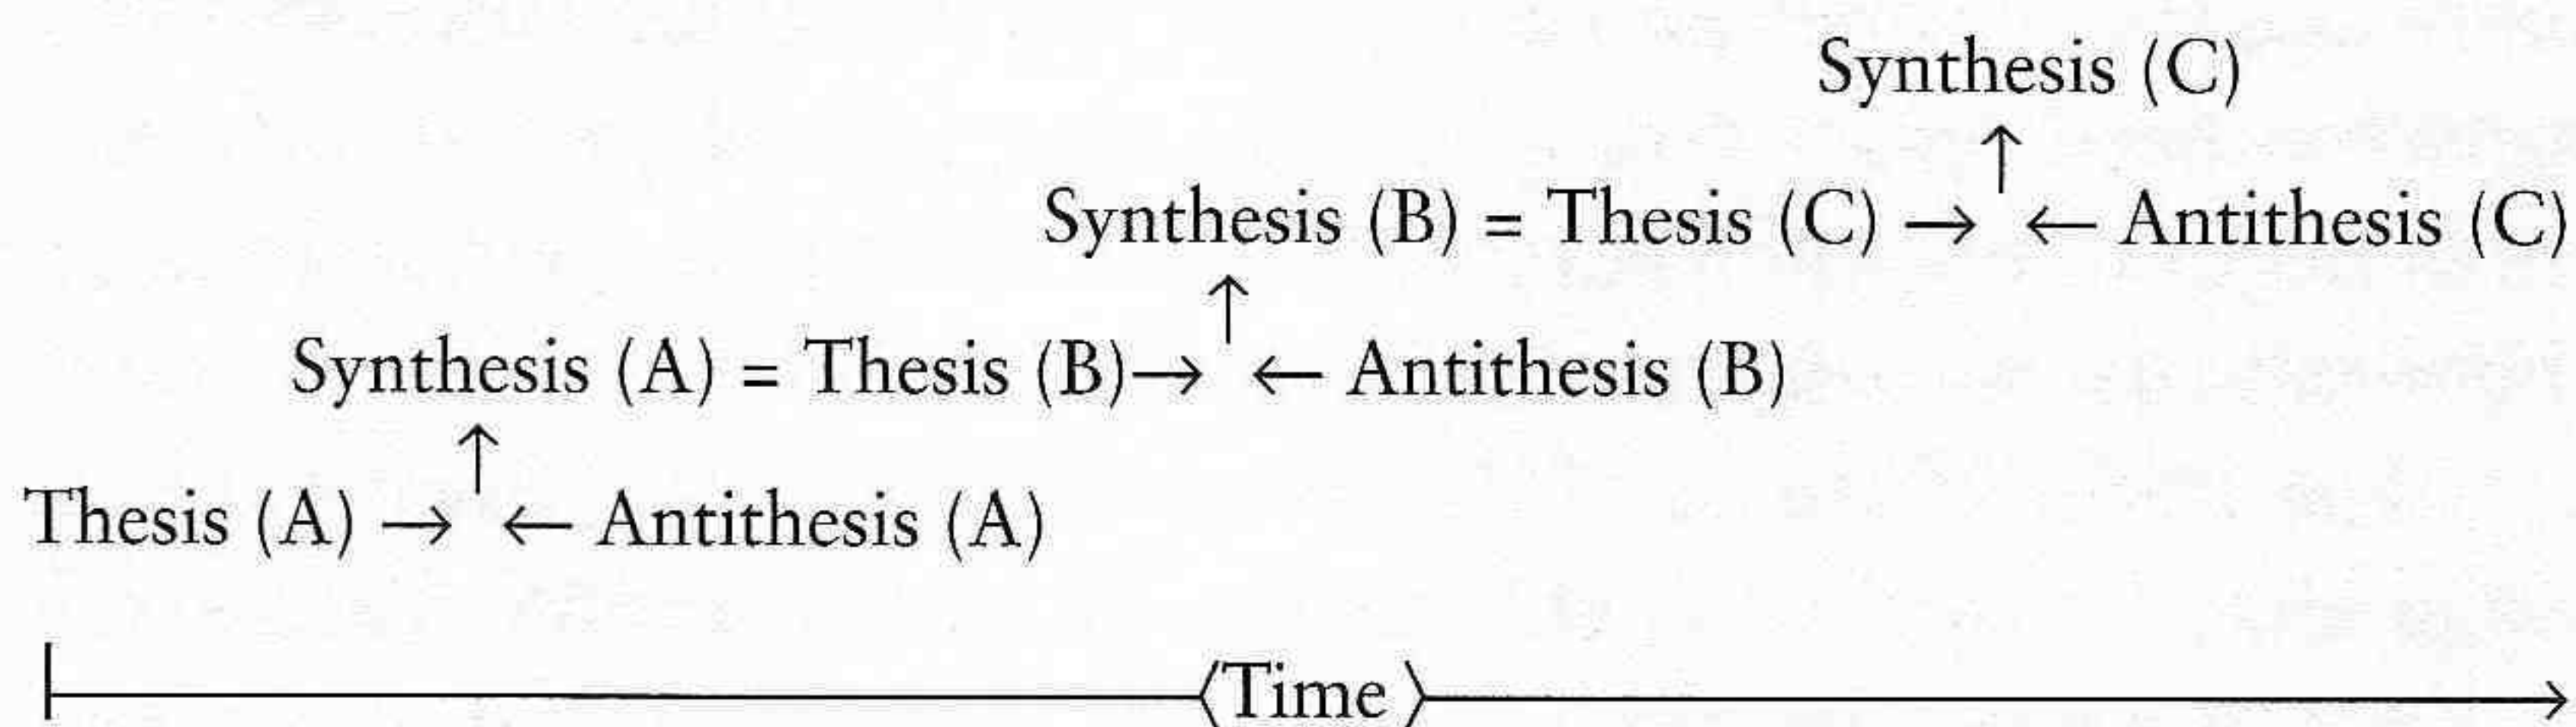 Synthesis (C)
↑
Synthesis (B) = Thesis (C) → ← Antithesis (C)
↑
Synthesis (A) = Thesis (B)→ ← Antithesis (B)
↑
Thesis (A) → ← Antithesis (A)
Time